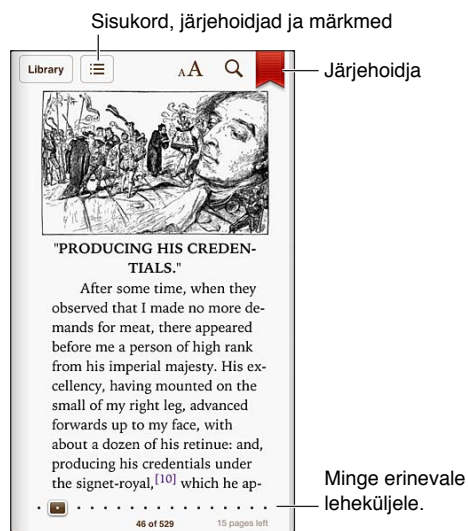 Sisukord, järjehoidjad ja märkmed
Library
AA
Järjehoidja
"PRODUCING HIS CREDEN-
TIALS."
After some time, when they
observed that I made no more de-
mands for meat, there appeared
before me a person of high rank
from his imperial majesty. His ex-
cellency, having mounted on the
small of my right leg, advanced
forwards up to my face, with
about a dozen of his retinue: and,
producing his credentials under
the signet-royal,[10] which he ap-
Minge erinevale
leheküljele.
46 of 529
15 pages left